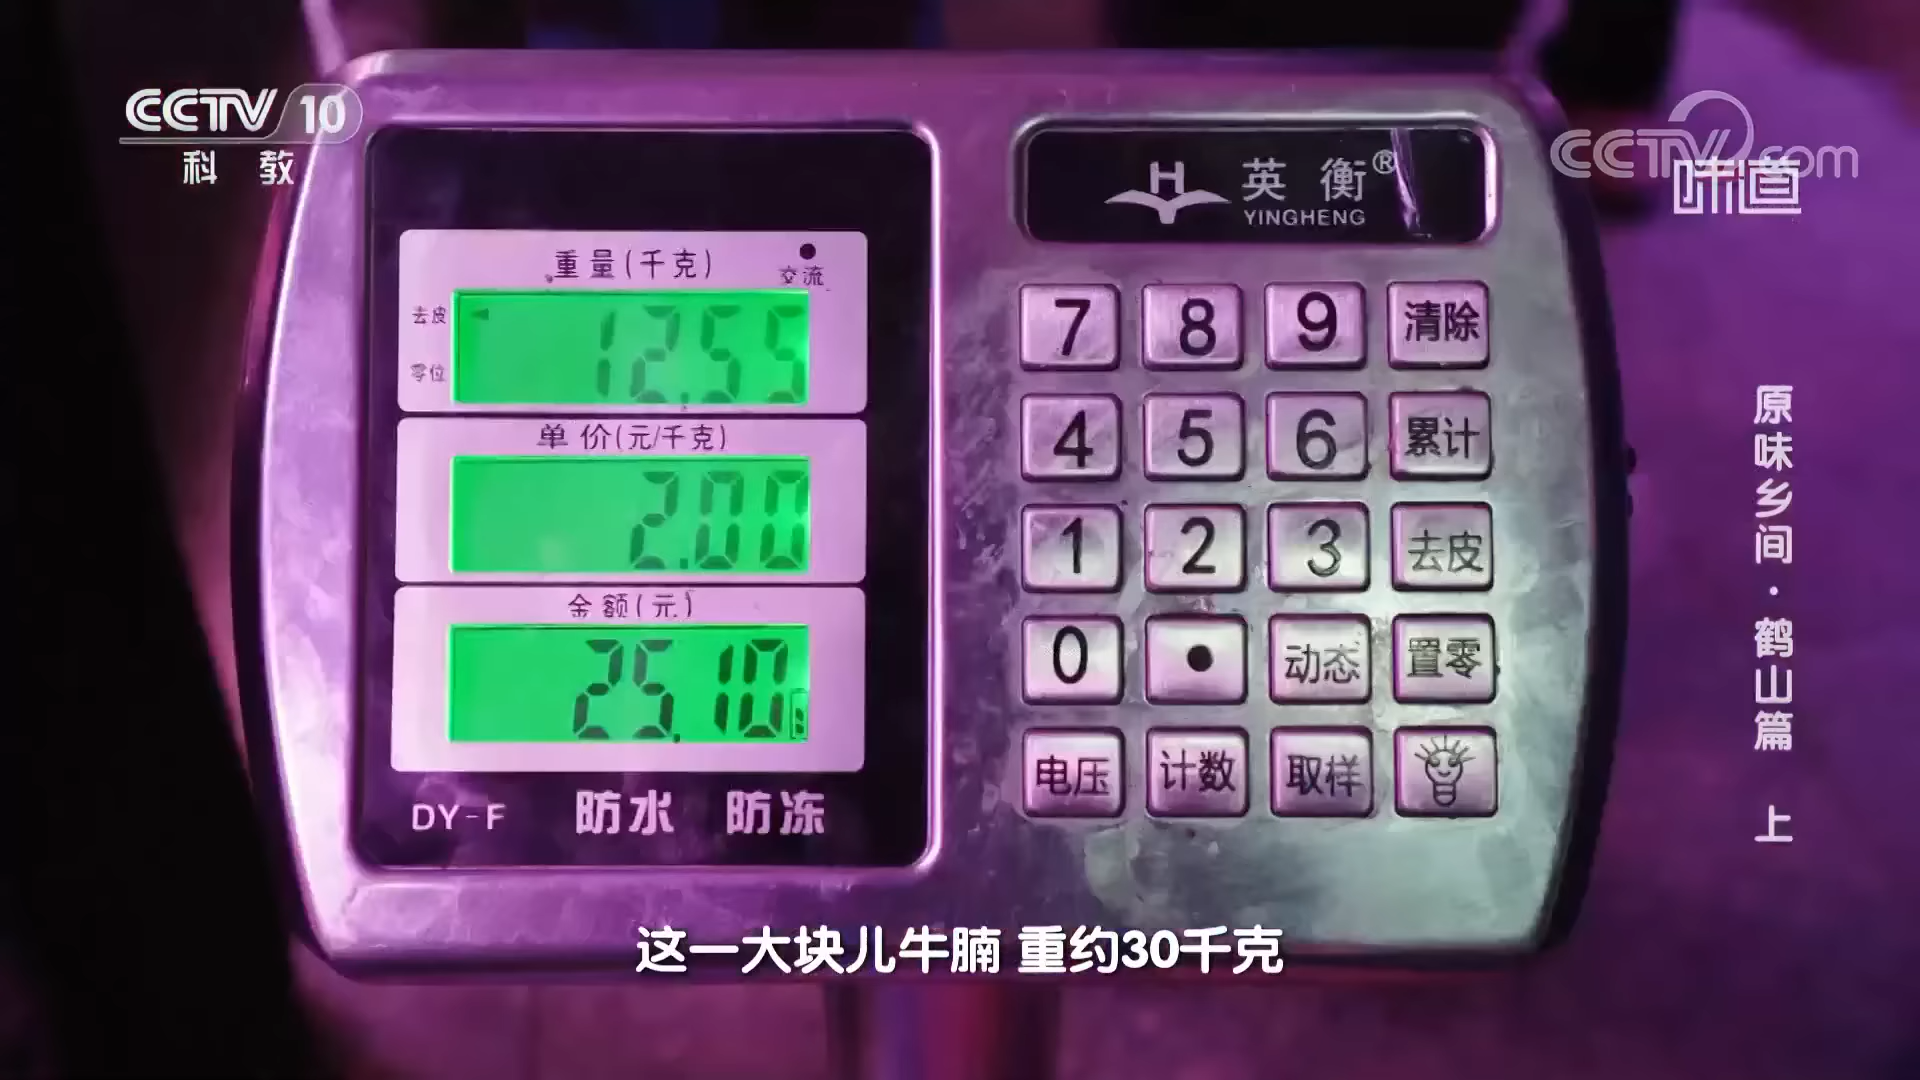 CCTV 10
科 教
CCTV.com
味道
英 衡®
YINGHENG
重量(千克)
交流
去皮
零位
12.55
单价(元/千克)
2.00
金额(元)
25.10
DY-F 防水 防冻
7 8 9 清除
4 5 6 累计
1 2 3 去皮
0 . 动态 置零
电压 计数 取样
原味乡间·鹤山篇 上
这一大块儿牛腩 重约30千克